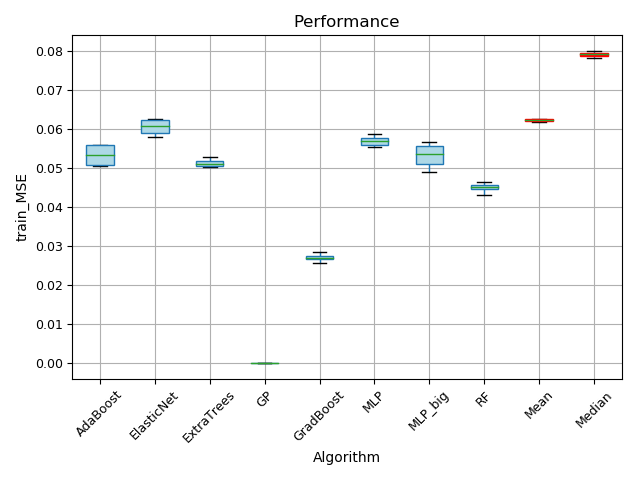 Performance
train_MSE
0.08
0.07
0.06
0.05
0.04
0.03
0.02
0.01
0.00
AdaBoost
ElasticNet
ExtraTrees
GP
GradBoost
MLP
MLP_big
RF
Mean
Median
Algorithm